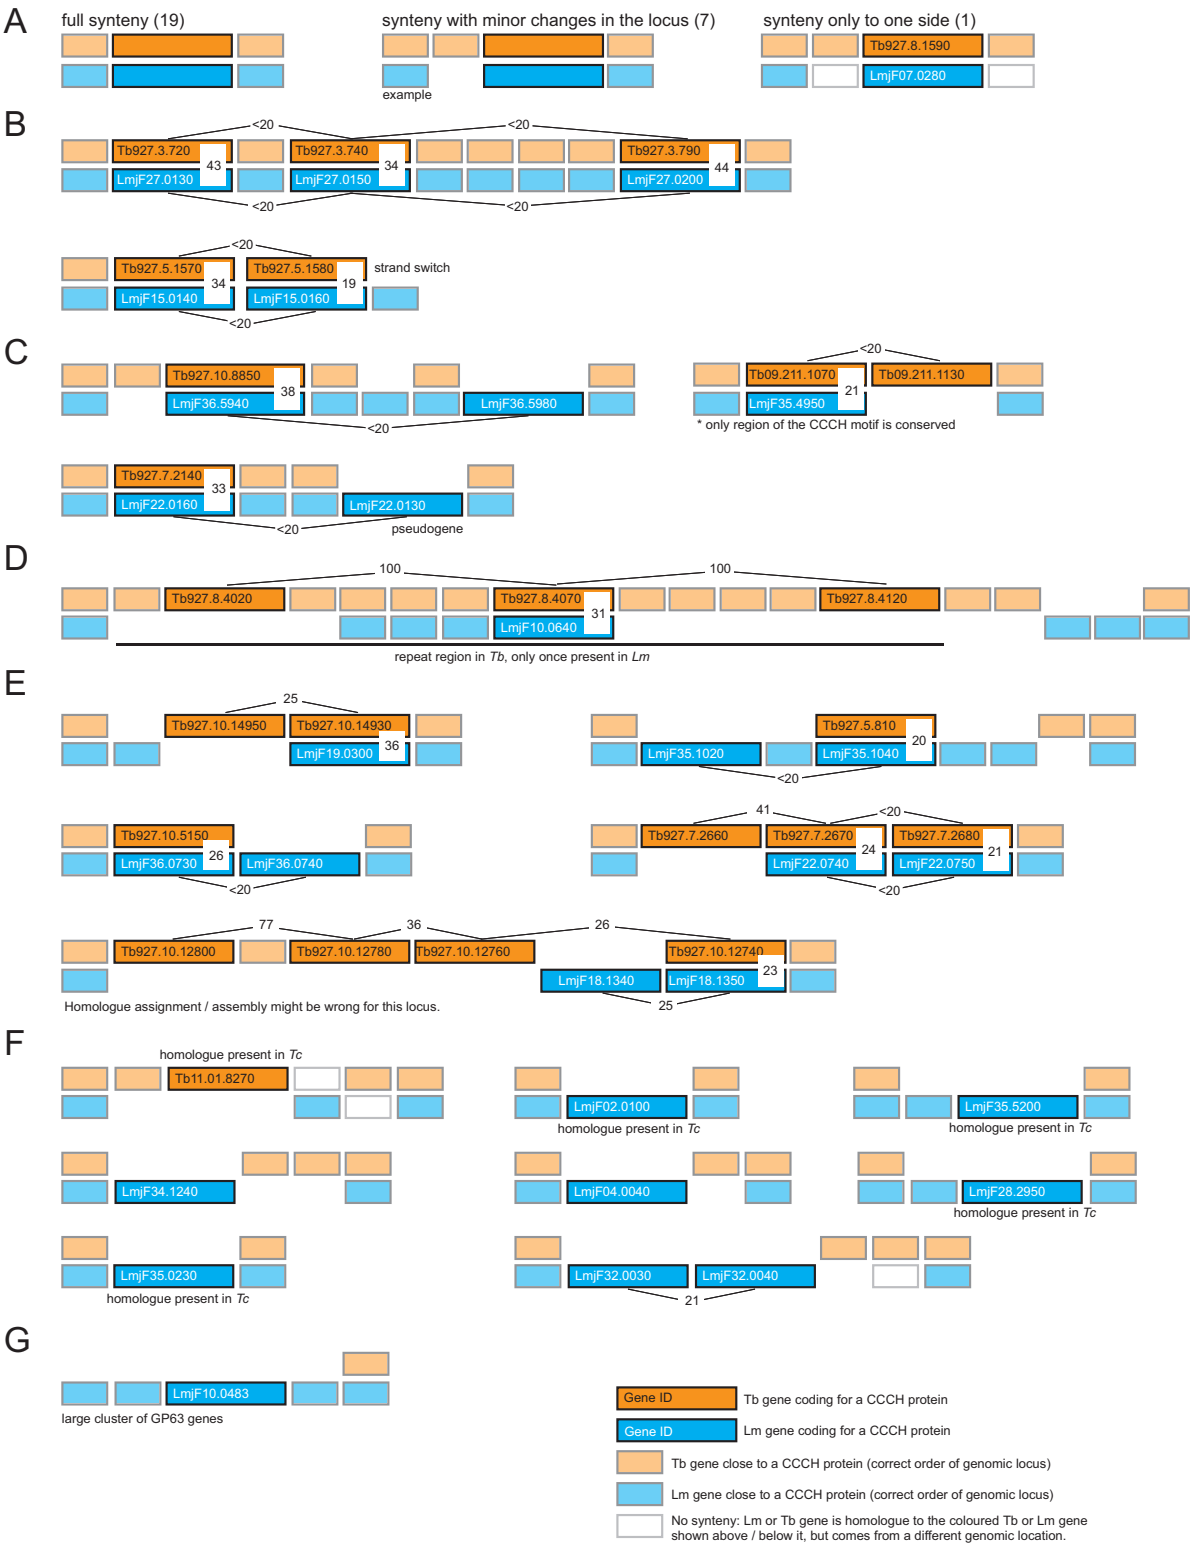 A
full synteny (19)
synteny with minor changes in the locus (7)
synteny only to one side (1)
Tb927.8.1590
LmjF07.0280
example
B
<20 <20
Tb927.3.720 Tb927.3.740 Tb927.3.790
43 34 44
LmjF27.0130 LmjF27.0150 LmjF27.0200
<20 <20
<20
Tb927.5.1570 Tb927.5.1580 strand switch
34 19
LmjF15.0140 LmjF15.0160
<20
C
Tb927.10.8850
38
LmjF36.5940 LmjF36.5980
<20
<20
Tb09.211.1070 Tb09.211.1130
21
LmjF35.4950
* only region of the CCCH motif is conserved
Tb927.7.2140
33
LmjF22.0160 LmjF22.0130
<20
pseudogene
D
100 100
Tb927.8.4020 Tb927.8.4070 Tb927.8.4120
31
LmjF10.0640
repeat region in Tb, only once present in Lm
E
25
Tb927.10.14950 Tb927.10.14930
36
LmjF19.0300
Tb927.5.810
20
LmjF35.1020 LmjF35.1040
<20
Tb927.10.5150
26
LmjF36.0730 LmjF36.0740
<20
41 <20
Tb927.7.2660 Tb927.7.2670 Tb927.7.2680
24 21
LmjF22.0740 LmjF22.0750
<20
77 36 26
Tb927.10.12800 Tb927.10.12780 Tb927.10.12760 Tb927.10.12740
23
LmjF18.1340 LmjF18.1350
25
Homologue assignment / assembly might be wrong for this locus.
F
homologue present in Tc
Tb11.01.8270
LmjF02.0100
homologue present in Tc
LmjF35.5200
homologue present in Tc
LmjF34.1240
LmjF04.0040
LmjF28.2950
homologue present in Tc
LmjF35.0230
homologue present in Tc
LmjF32.0030 LmjF32.0040
21
G
LmjF10.0483
large cluster of GP63 genes
Gene ID Tb gene coding for a CCCH protein
Gene ID Lm gene coding for a CCCH protein
Tb gene close to a CCCH protein (correct order of genomic locus)
Lm gene close to a CCCH protein (correct order of genomic locus)
No synteny: Lm or Tb gene is homologue to the coloured Tb or Lm gene
shown above / below it, but comes from a different genomic location.